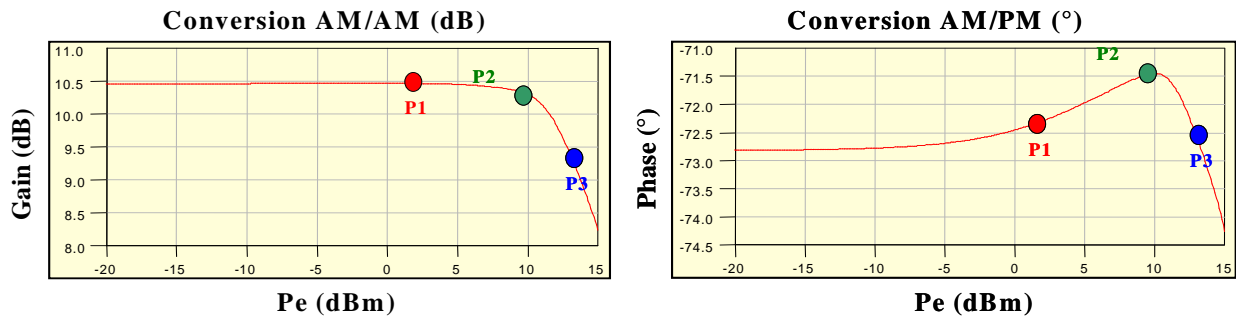 Conversion AM/AM (dB)
11.0
10.5
10.0
9.5
9.0
8.5
8.0
-20 -15 -10 -5 0 5 10 15
P1
P2
P3
Gain (dB)
Pe (dBm)
Conversion AM/PM (°)
-71.0
-71.5
-72.0
-72.5
-73.0
-73.5
-74.0
-74.5
-20 -15 -10 -5 0 5 10 15
P1
P2
P3
Phase (°)
Pe (dBm)